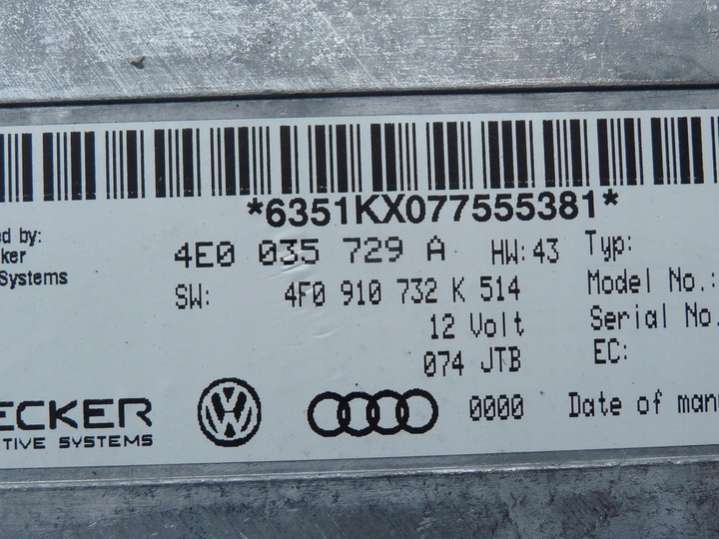 *6351KX077555381*
ed by:
ker
Systems
4E0 035 729 A HW: 43 Typ:
SW: 4F0 910 732 K 514 Model No.:
12 Volt Serial No.
074 JTB EC:
ECKER
TIVE SYSTEMS
0000 Date of manu